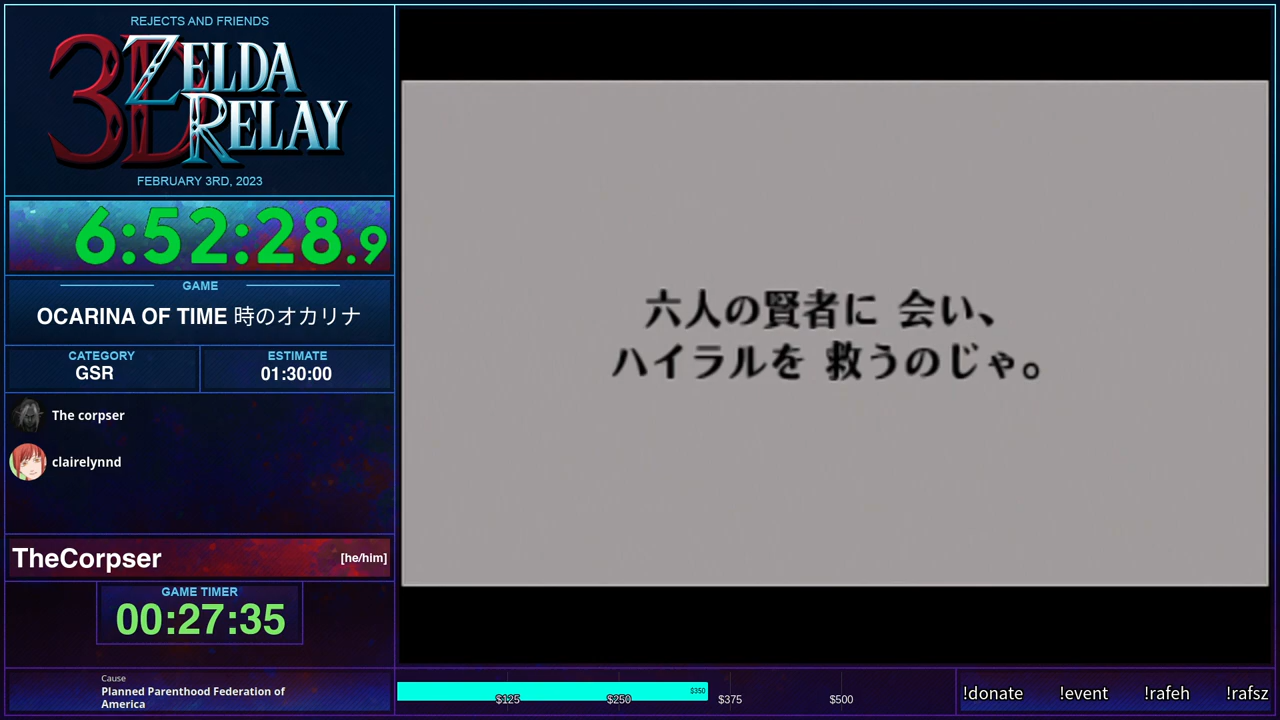 REJECTS AND FRIENDS
3D ZELDA
RELAY
FEBRUARY 3RD, 2023
6:52:28.9
GAME
OCARINA OF TIME 時のオカリナ
CATEGORY
GSR
ESTIMATE
01:30:00
The corpser
clairelynnd
TheCorpser
[he/him]
GAME TIMER
00:27:35
六人の賢者に 会い、
ハイラルを 救うのじゃ。
Cause
Planned Parenthood Federation of
America
$350
$125 $250 $375 $500
!donate !event !rafeh !rafsz